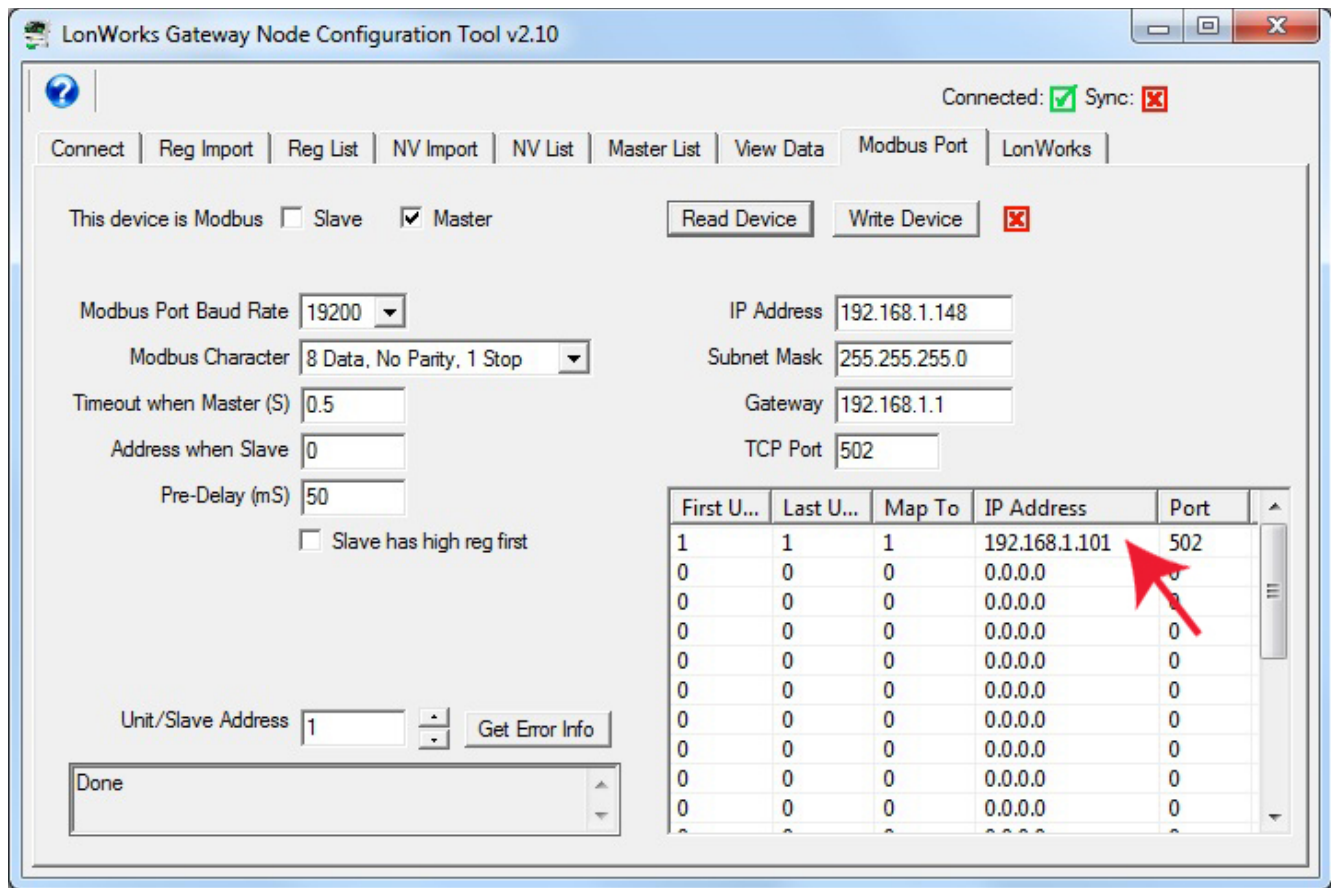 LonWorks Gateway Node Configuration Tool v2.10
Connected: Sync:
Connect Reg Import Reg List NV Import NV List Master List View Data Modbus Port LonWorks
This device is Modbus Slave Master Read Device Write Device
Modbus Port Baud Rate 19200 IP Address 192.168.1.148
Modbus Character 8 Data, No Parity, 1 Stop Subnet Mask 255.255.255.0
Timeout when Master (S) 0.5 Gateway 192.168.1.1
Address when Slave 0 TCP Port 502
Pre-Delay (mS) 50
Slave has high reg first
First U... Last U... Map To IP Address Port
1 1 1 192.168.1.101 502
0 0 0 0.0.0.0 0
0 0 0 0.0.0.0 0
0 0 0 0.0.0.0 0
0 0 0 0.0.0.0 0
0 0 0 0.0.0.0 0
0 0 0 0.0.0.0 0
0 0 0 0.0.0.0 0
0 0 0 0.0.0.0 0
0 0 0 0.0.0.0 0
Unit/Slave Address 1 Get Error Info
Done